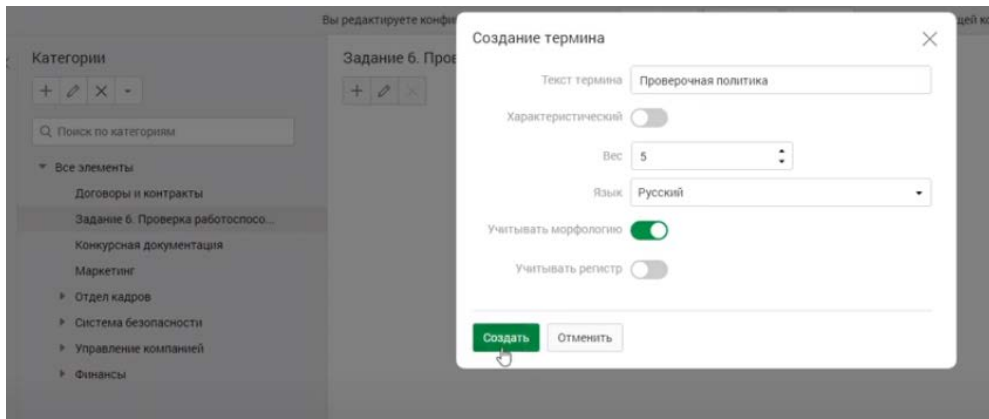 Вы редактируете конфи
щей ко
Категории
Поиск по категориям
Все элементы
Договоры и контракты
Задание 6. Проверка работоспосо...
Конкурсная документация
Маркетинг
Отдел кадров
Система безопасности
Управление компанией
Финансы
Задание 6. Пров
Создание термина
Текст термина Проверочная политика
Характеристический
Вес 5
Язык Русский
Учитывать морфологию
Учитывать регистр
Создать Отменить